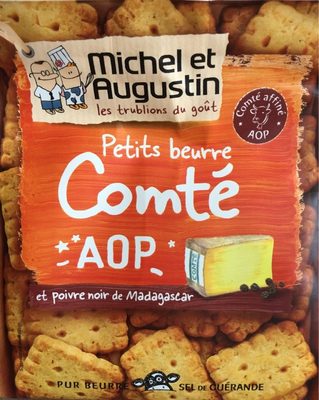 Michel et
Augustin
les trublions du goût
Comté affiné
AOP
Petits beurre
Comté
AOP
COMTÉ
et poivre noir de Madagascar
PUR BEURRE
SEL DE GUÉRANDE